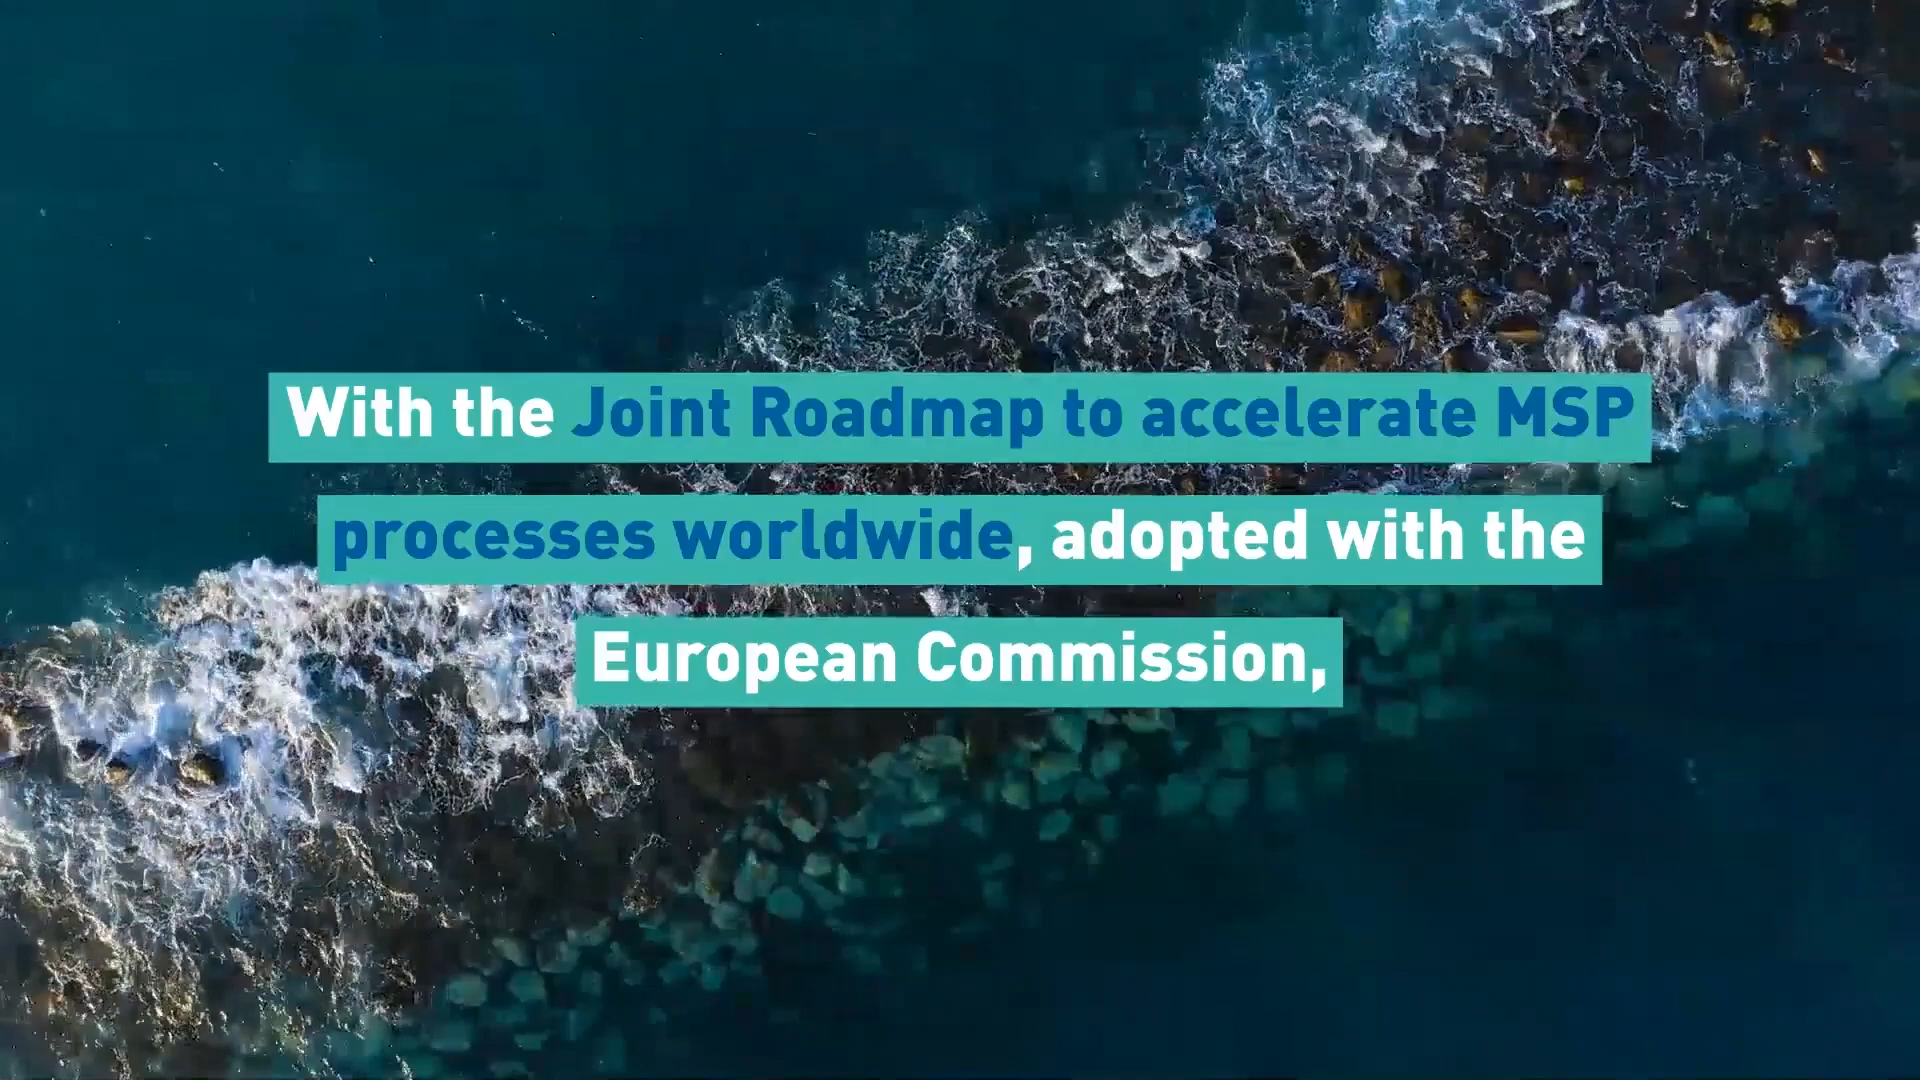 With the Joint Roadmap to accelerate MSP
processes worldwide, adopted with the
European Commission,